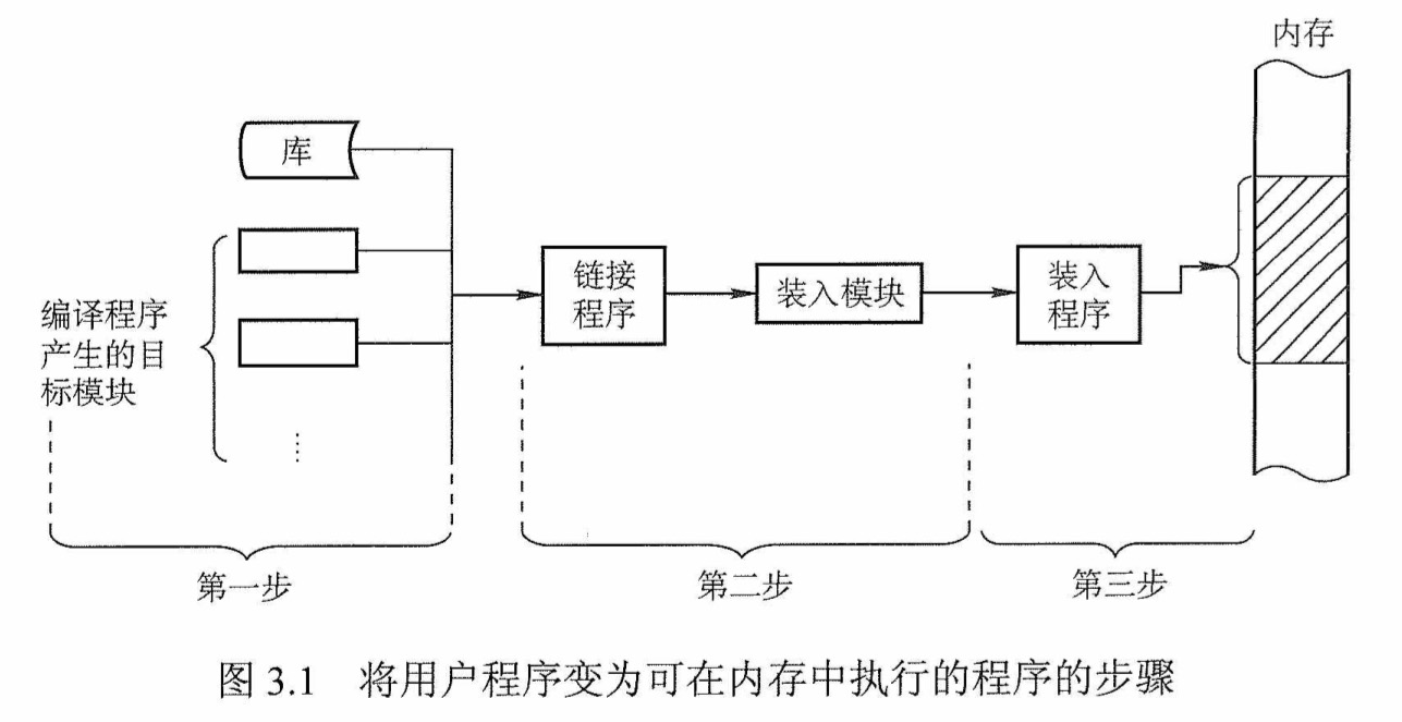 内存
库
链接
程序
装入模块
装入
程序
编译程序
产生的目
标模块
第一步
第二步
第三步
图 3.1 将用户程序变为可在内存中执行的程序的步骤